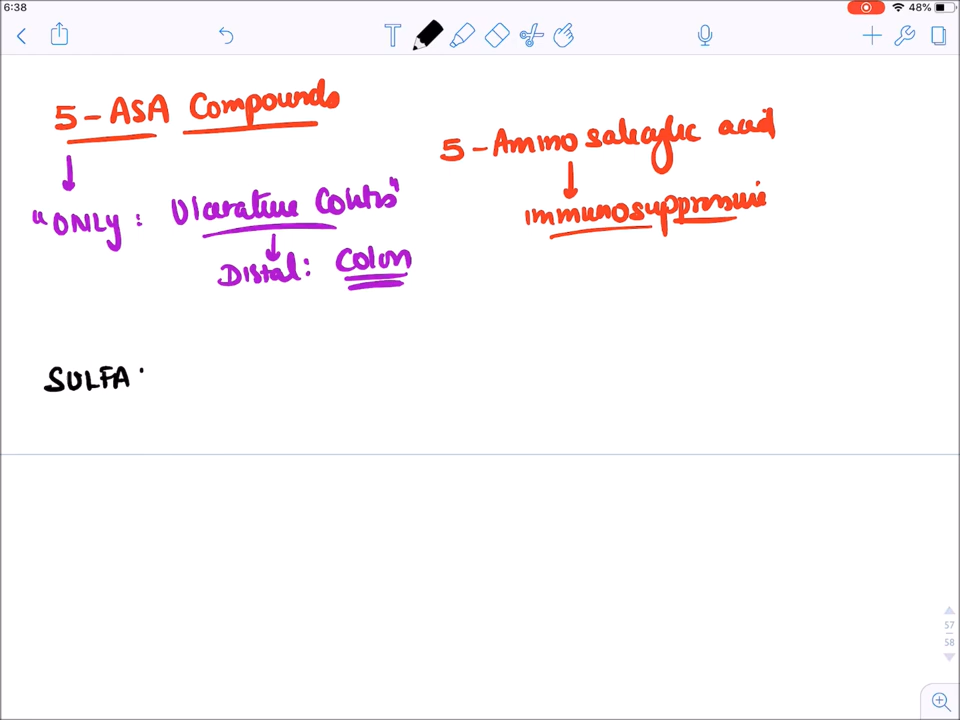 6:38
48%
T
5-ASA Compounds
5-Amino salicylic acid
immunosuppressive
"ONLY: Ulcerative Colitis"
Distal: Colon
SULFA
57
58